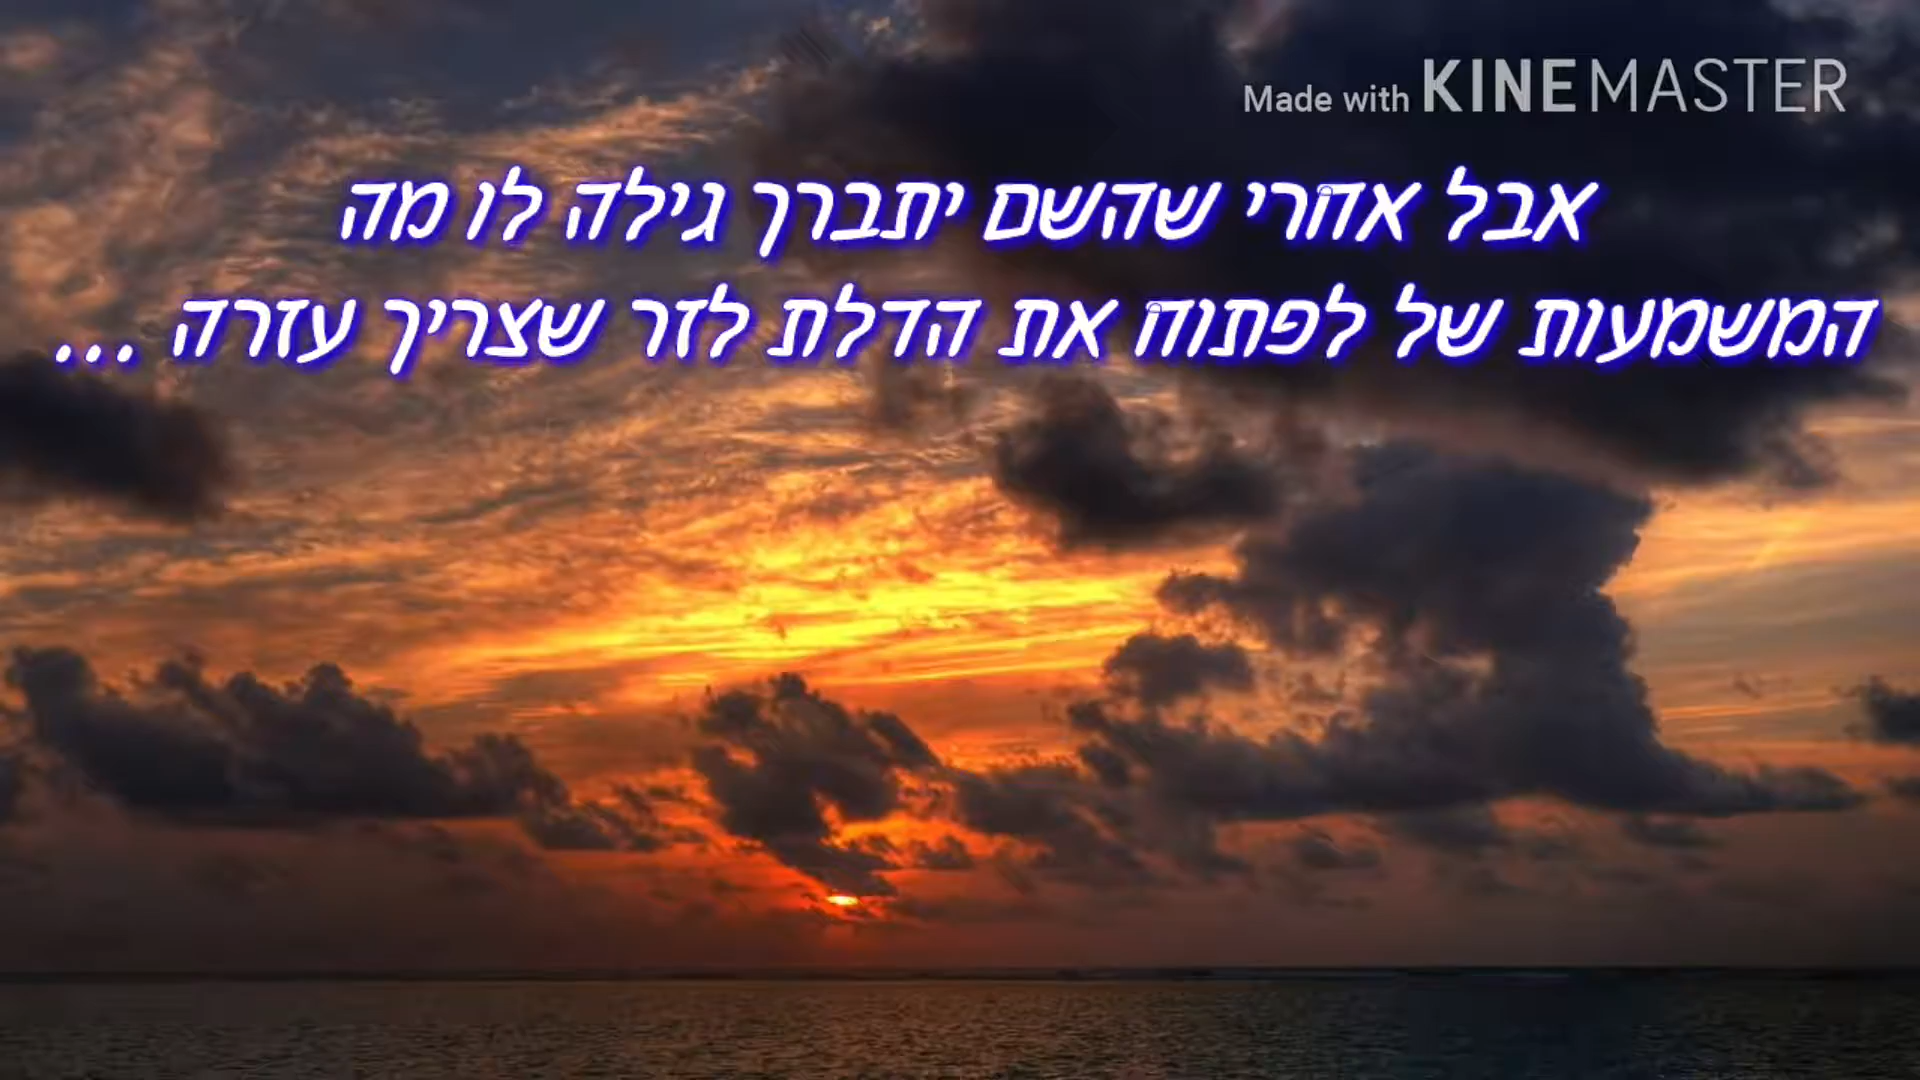 Made with KINEMASTER
אבל אחרי שהשם יתברך גילה לו מה
המשמעות של לפתוח את הדלת לזר שצריך עזרה ...